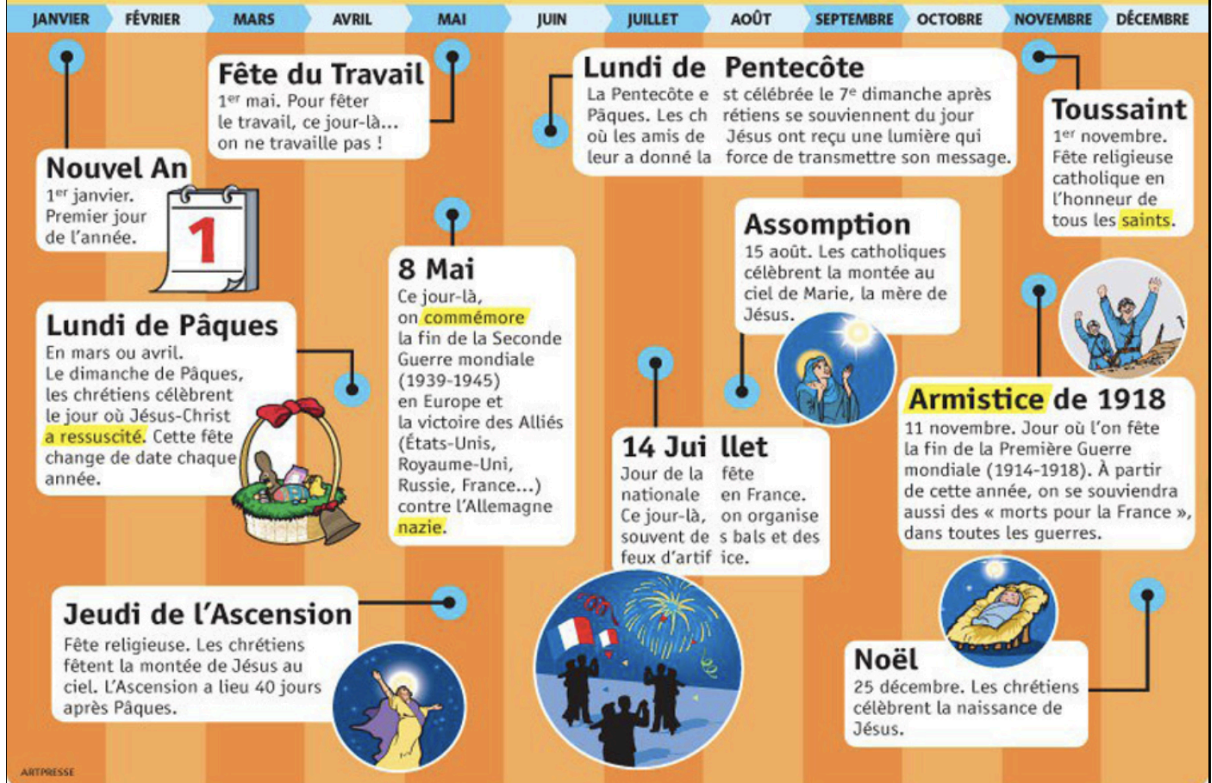 JANVIER FÉVRIER MARS AVRIL MAI JUIN JUILLET AOÛT SEPTEMBRE OCTOBRE NOVEMBRE DÉCEMBRE
Nouvel An
1er janvier.
Premier jour
de l'année.
1
Fête du Travail
1er mai. Pour fêter
le travail, ce jour-là...
on ne travaille pas !
Lundi de Pentecôte
La Pentecôte e st célébrée le 7e dimanche après
Pâques. Les ch rétiens se souviennent du jour
où les amis de Jésus ont reçu une lumière qui
leur a donné la force de transmettre son message.
Toussaint
1er novembre.
Fête religieuse
catholique en
l'honneur de
tous les saints.
Lundi de Pâques
En mars ou avril.
Le dimanche de Pâques,
les chrétiens célèbrent
le jour où Jésus-Christ
a ressuscité. Cette fête
change de date chaque
année.
8 Mai
Ce jour-là,
on commémore
la fin de la Seconde
Guerre mondiale
(1939-1945)
en Europe et
la victoire des Alliés
(États-Unis,
Royaume-Uni,
Russie, France...)
contre l'Allemagne
nazie.
Assomption
15 août. Les catholiques
célèbrent la montée au
ciel de Marie, la mère de
Jésus.
14 Jui llet
Jour de la fête
nationale en France.
Ce jour-là, on organise
souvent de s bals et des
feux d'artif ice.
Armistice de 1918
11 novembre. Jour où l'on fête
la fin de la Première Guerre
mondiale (1914-1918). À partir
de cette année, on se souviendra
aussi des « morts pour la France »,
dans toutes les guerres.
Jeudi de l'Ascension
Fête religieuse. Les chrétiens
fêtent la montée de Jésus au
ciel. L'Ascension a lieu 40 jours
après Pâques.
Noël
25 décembre. Les chrétiens
célèbrent la naissance de
Jésus.
ARTPRESSE